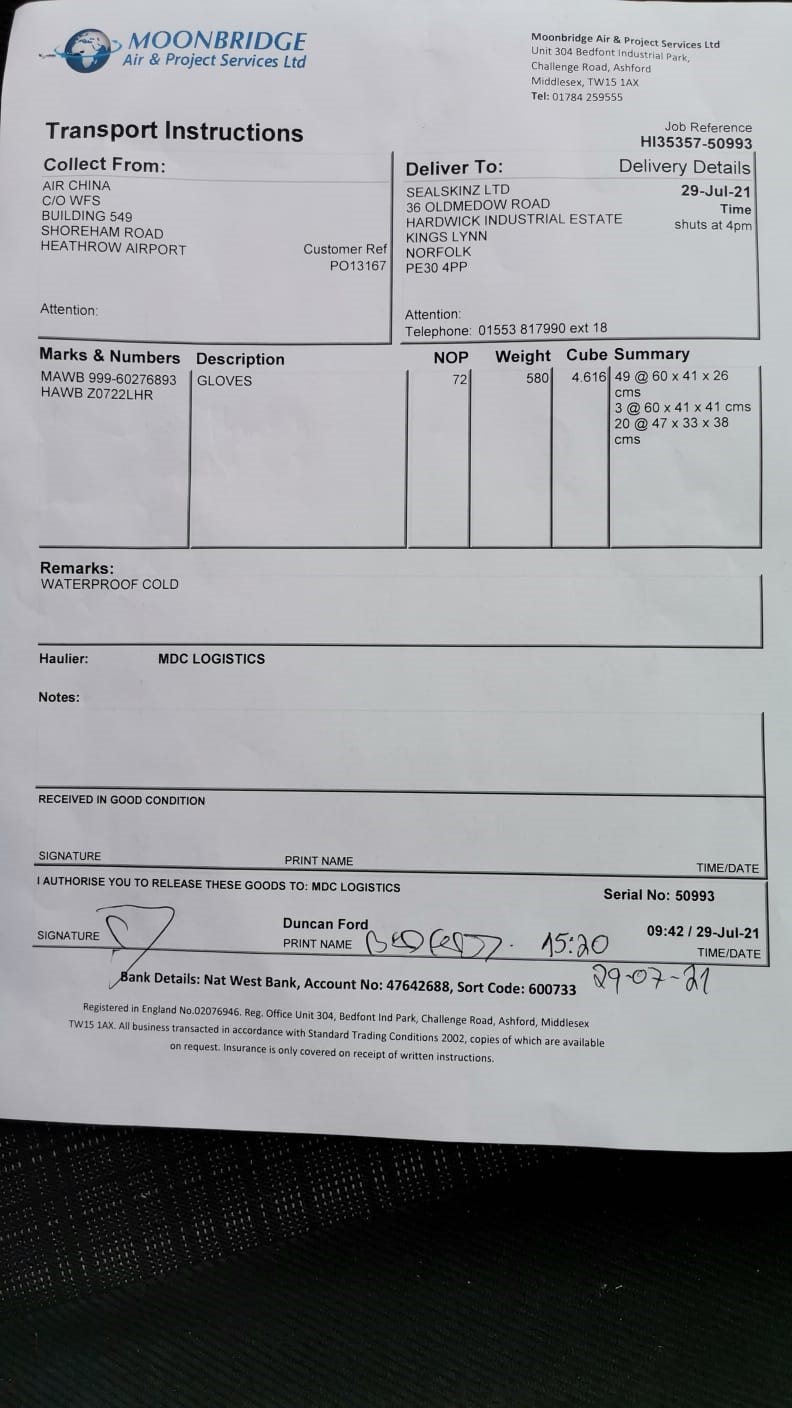 MOONBRIDGE
Air & Project Services Ltd
Moonbridge Air & Project Services Ltd
Unit 304 Bedfont Industrial Park,
Challenge Road, Ashford
Middlesex, TW15 1AX
Tel: 01784 259555
Transport Instructions
Job Reference
HI35357-50993
Collect From:
AIR CHINA
C/O WFS
BUILDING 549
SHOREHAM ROAD
HEATHROW AIRPORT
Customer Ref
PO13167
Attention:
Deliver To:
SEALSKINZ LTD
36 OLDMEDOW ROAD
HARDWICK INDUSTRIAL ESTATE
KINGS LYNN
NORFOLK
PE30 4PP
Attention:
Telephone: 01553 817990 ext 18
Delivery Details
29-Jul-21
Time
shuts at 4pm
Marks & Numbers Description NOP Weight Cube Summary
MAWB 999-60276893 GLOVES 72 580 4.616 49 @ 60 x 41 x 26
HAWB Z0722LHR cms
3 @ 60 x 41 x 41 cms
20 @ 47 x 33 x 38
cms
Remarks:
WATERPROOF COLD
Haulier: MDC LOGISTICS
Notes:
RECEIVED IN GOOD CONDITION
SIGNATURE PRINT NAME TIME/DATE
I AUTHORISE YOU TO RELEASE THESE GOODS TO: MDC LOGISTICS
Serial No: 50993
Duncan Ford 09:42 / 29-Jul-21
SIGNATURE PRINT NAME 15:20 TIME/DATE
29-07-21
Bank Details: Nat West Bank, Account No: 47642688, Sort Code: 600733
Registered in England No.02076946. Reg. Office Unit 304, Bedfont Ind Park, Challenge Road, Ashford, Middlesex
TW15 1AX. All business transacted in accordance with Standard Trading Conditions 2002, copies of which are available
on request. Insurance is only covered on receipt of written instructions.